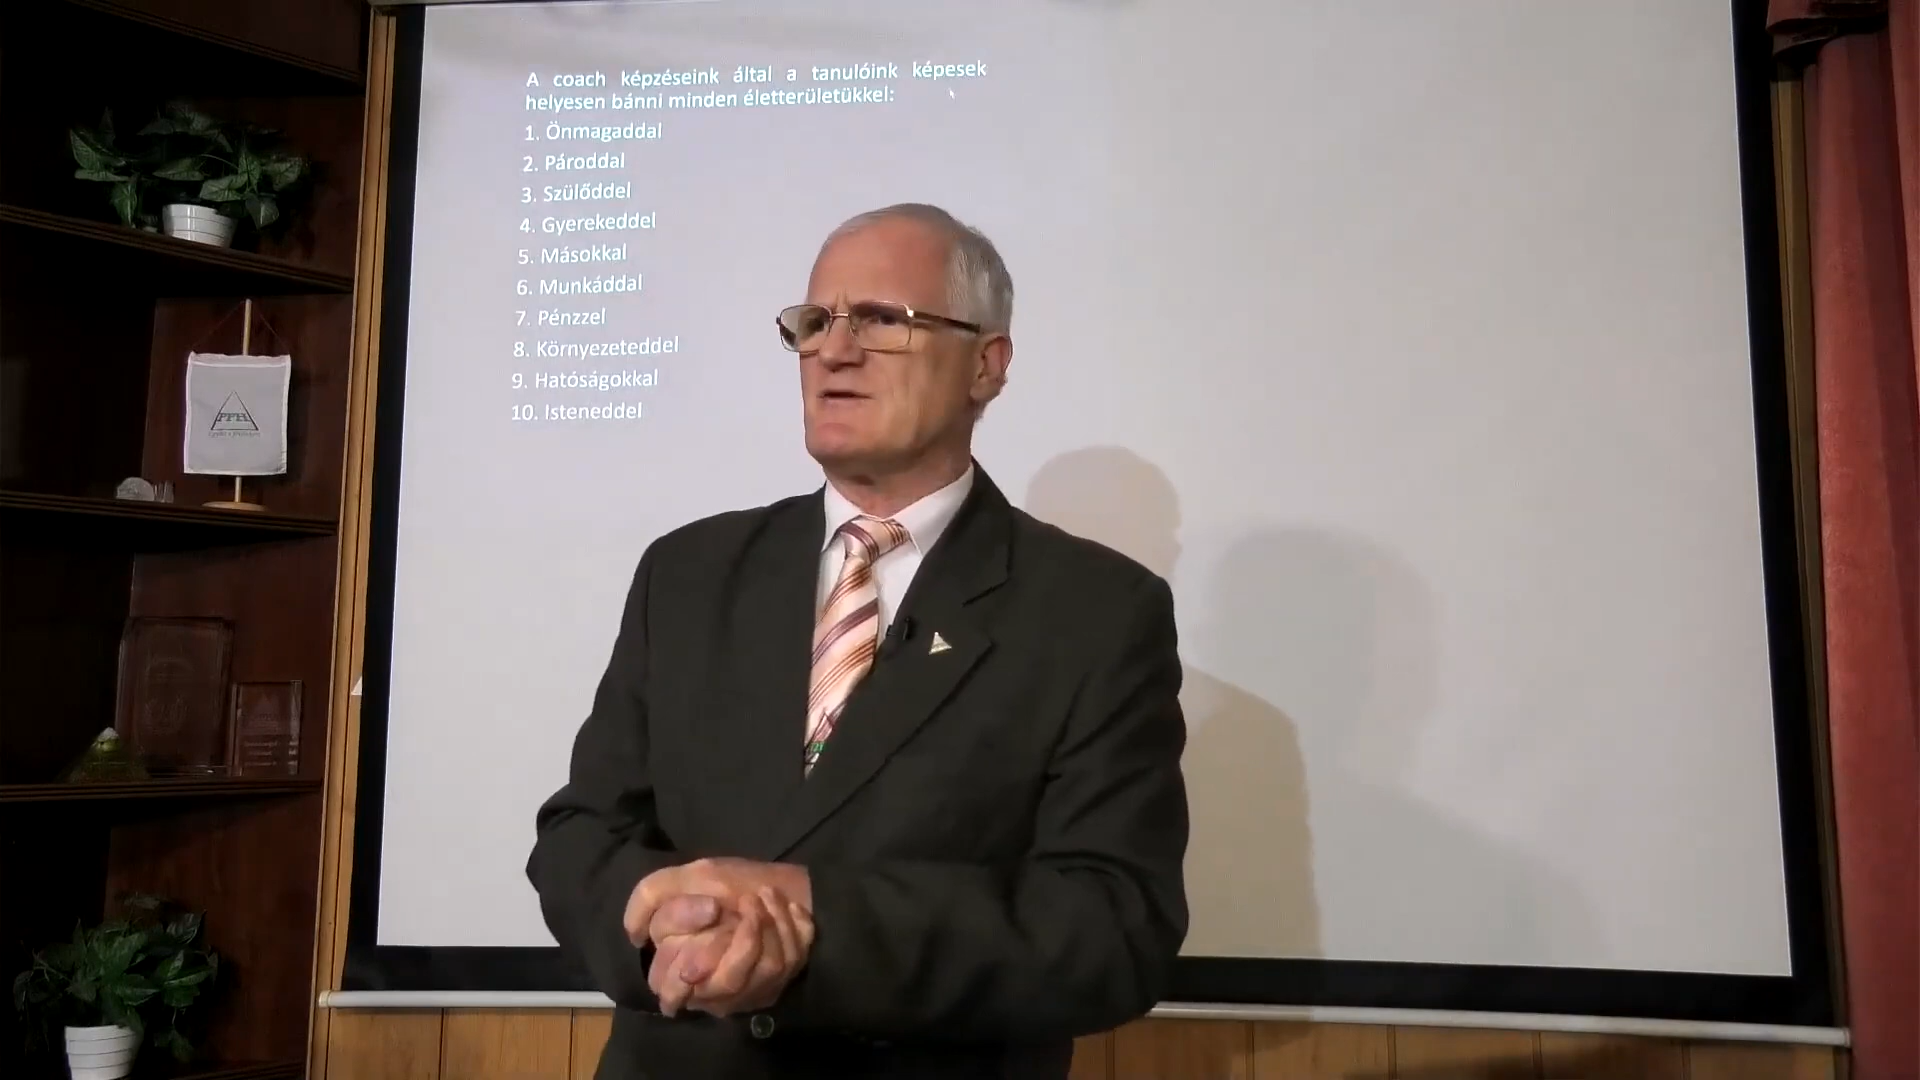 A coach képzéseink által a tanulóink képesek
helyesen bánni minden életterületükkel:
1. Önmagaddal
2. Pároddal
3. Szülőddel
4. Gyerekeddel
5. Másokkal
6. Munkáddal
7. Pénzzel
8. Környezeteddel
9. Hatóságokkal
10. Isteneddel